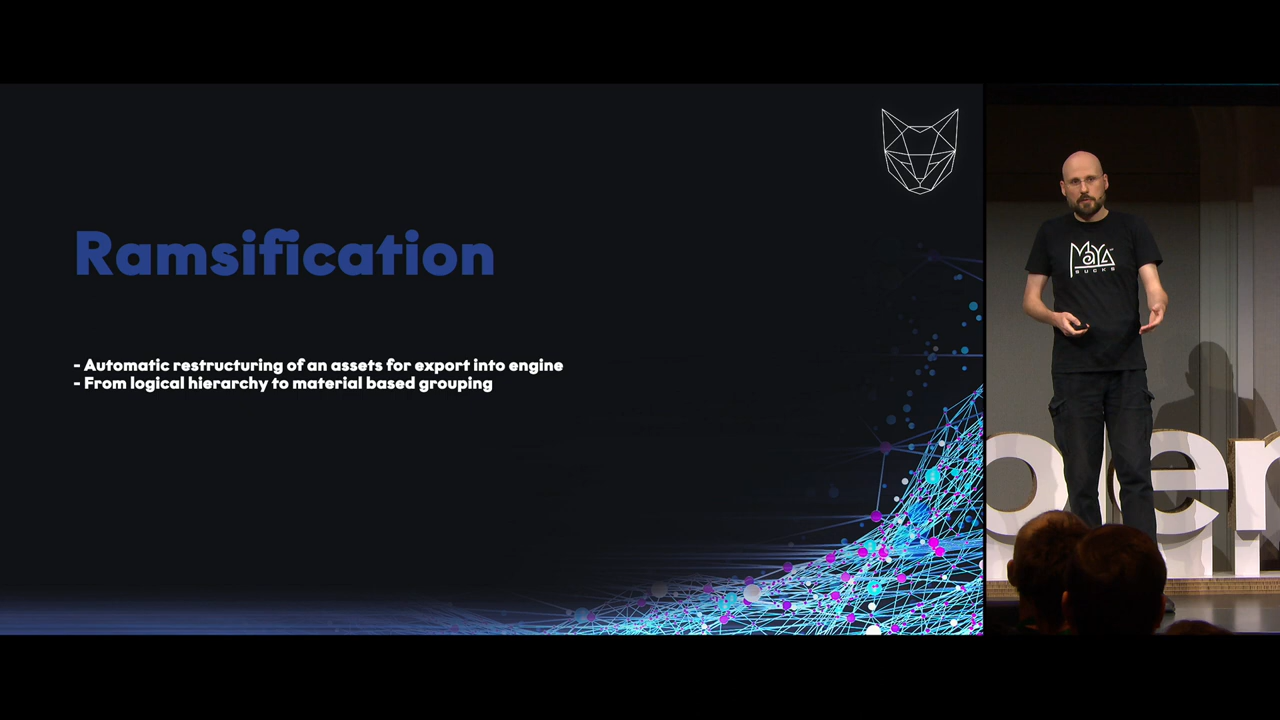 Ramsification
- Automatic restructuring of an assets for export into engine
- From logical hierarchy to material based grouping
MAYA
SUCKS
len